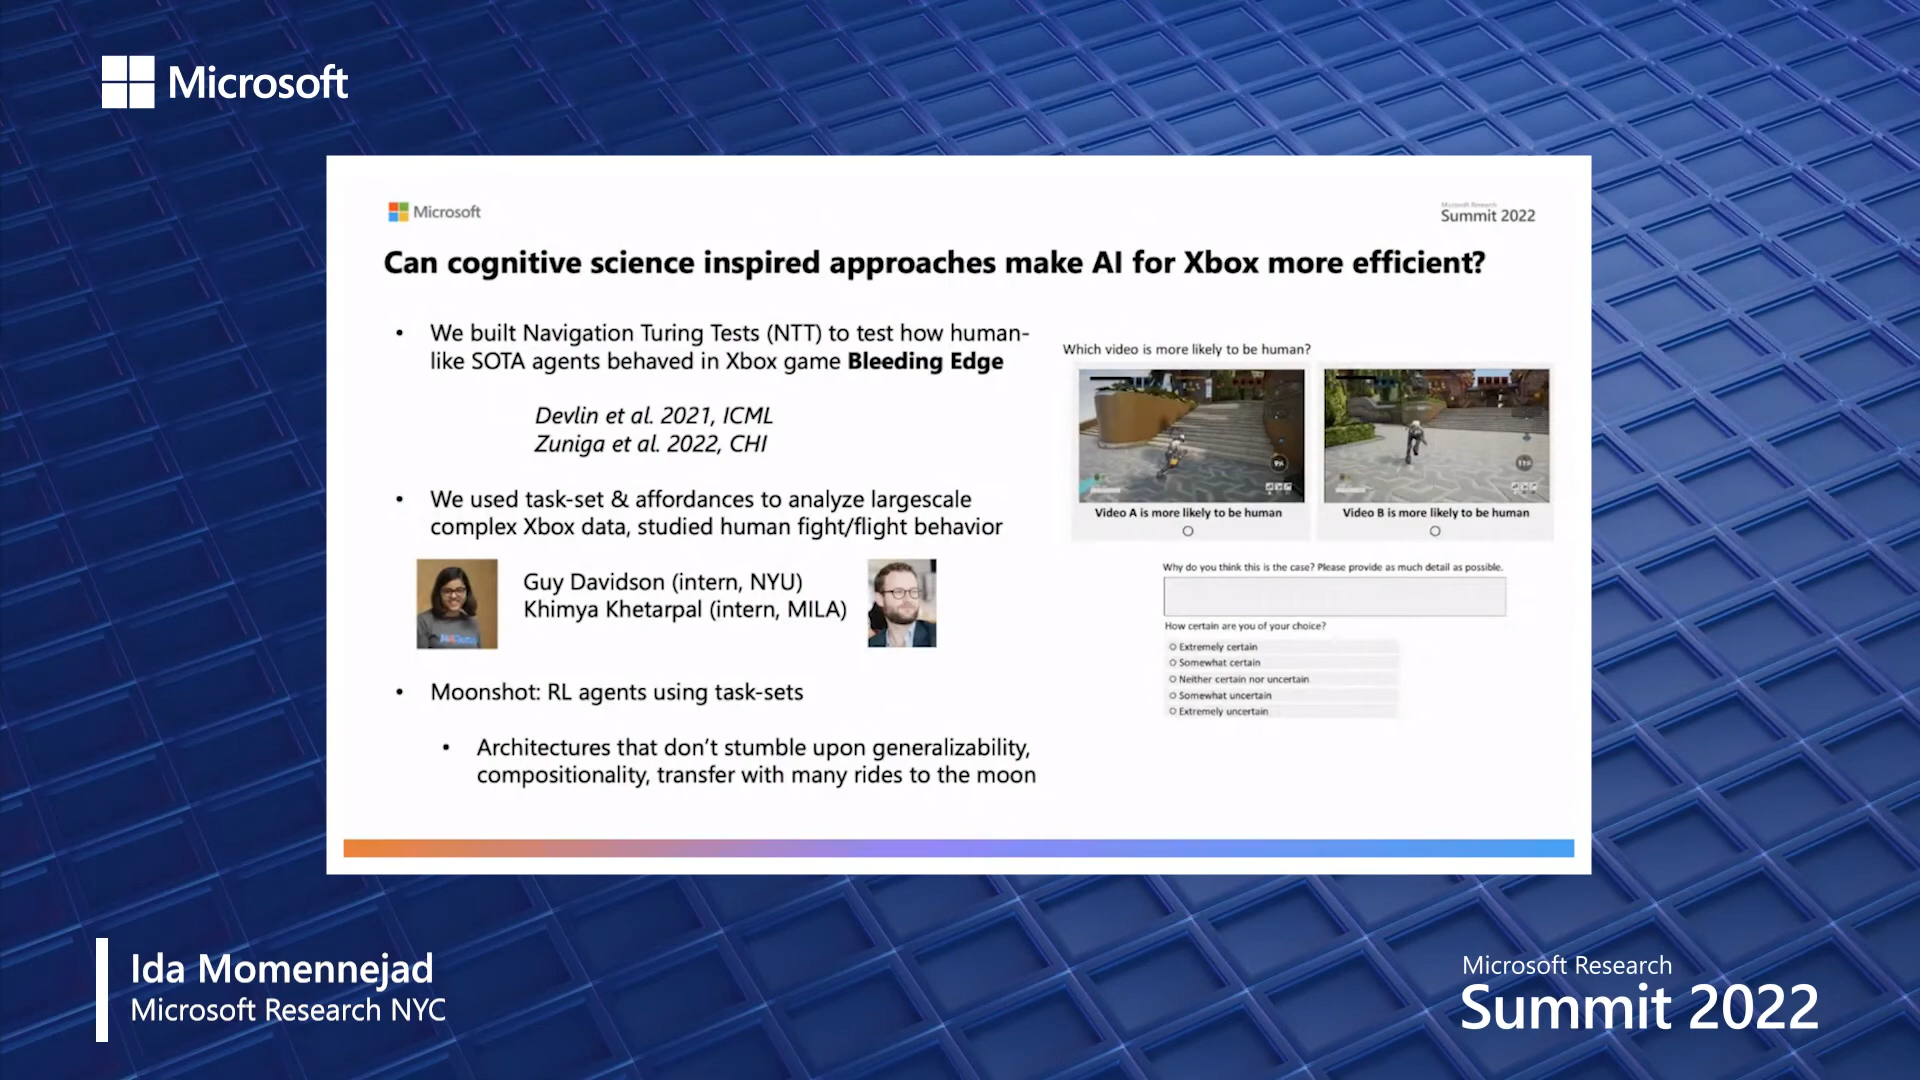 Microsoft
Microsoft
Microsoft Research
Summit 2022
Can cognitive science inspired approaches make AI for Xbox more efficient?
• We built Navigation Turing Tests (NTT) to test how human-
like SOTA agents behaved in Xbox game Bleeding Edge
Devlin et al. 2021, ICML
Zuniga et al. 2022, CHI
• We used task-set & affordances to analyze largescale
complex Xbox data, studied human fight/flight behavior
Guy Davidson (intern, NYU)
Khimya Khetarpal (intern, MILA)
• Moonshot: RL agents using task-sets
• Architectures that don't stumble upon generalizability,
compositionality, transfer with many rides to the moon
Which video is more likely to be human?
Video A is more likely to be human
Video B is more likely to be human
Why do you think this is the case? Please provide as much detail as possible.
How certain are you of your choice?
Extremely certain
Somewhat certain
Neither certain nor uncertain
Somewhat uncertain
Extremely uncertain
Ida Momennejad
Microsoft Research NYC
Microsoft Research
Summit 2022